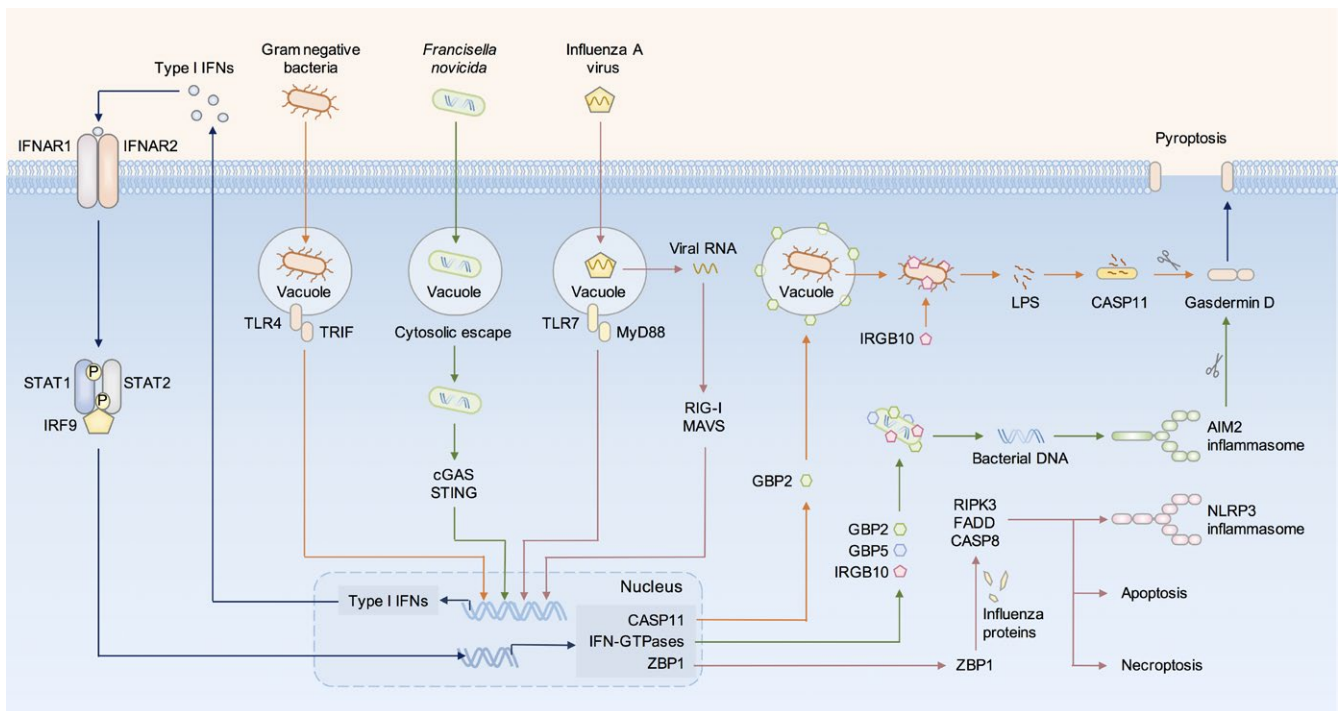 Type I IFNs
Gram negative
bacteria
Francisella
novicida
Influenza A
virus
IFNAR1
IFNAR2
Pyroptosis
Vacuole
TLR4
TRIF
Vacuole
Cytosolic escape
Vacuole
TLR7
MyD88
Viral RNA
Vacuole
IRGB10
LPS
CASP11
Gasdermin D
STAT1
P
P
STAT2
IRF9
cGAS
STING
RIG-I
MAVS
GBP2
GBP2
GBP5
IRGB10
Bacterial DNA
AIM2
inflammasome
RIPK3
FADD
CASP8
NLRP3
inflammasome
Influenza
proteins
ZBP1
Apoptosis
Necroptosis
Nucleus
Type I IFNs
CASP11
IFN-GTPases
ZBP1